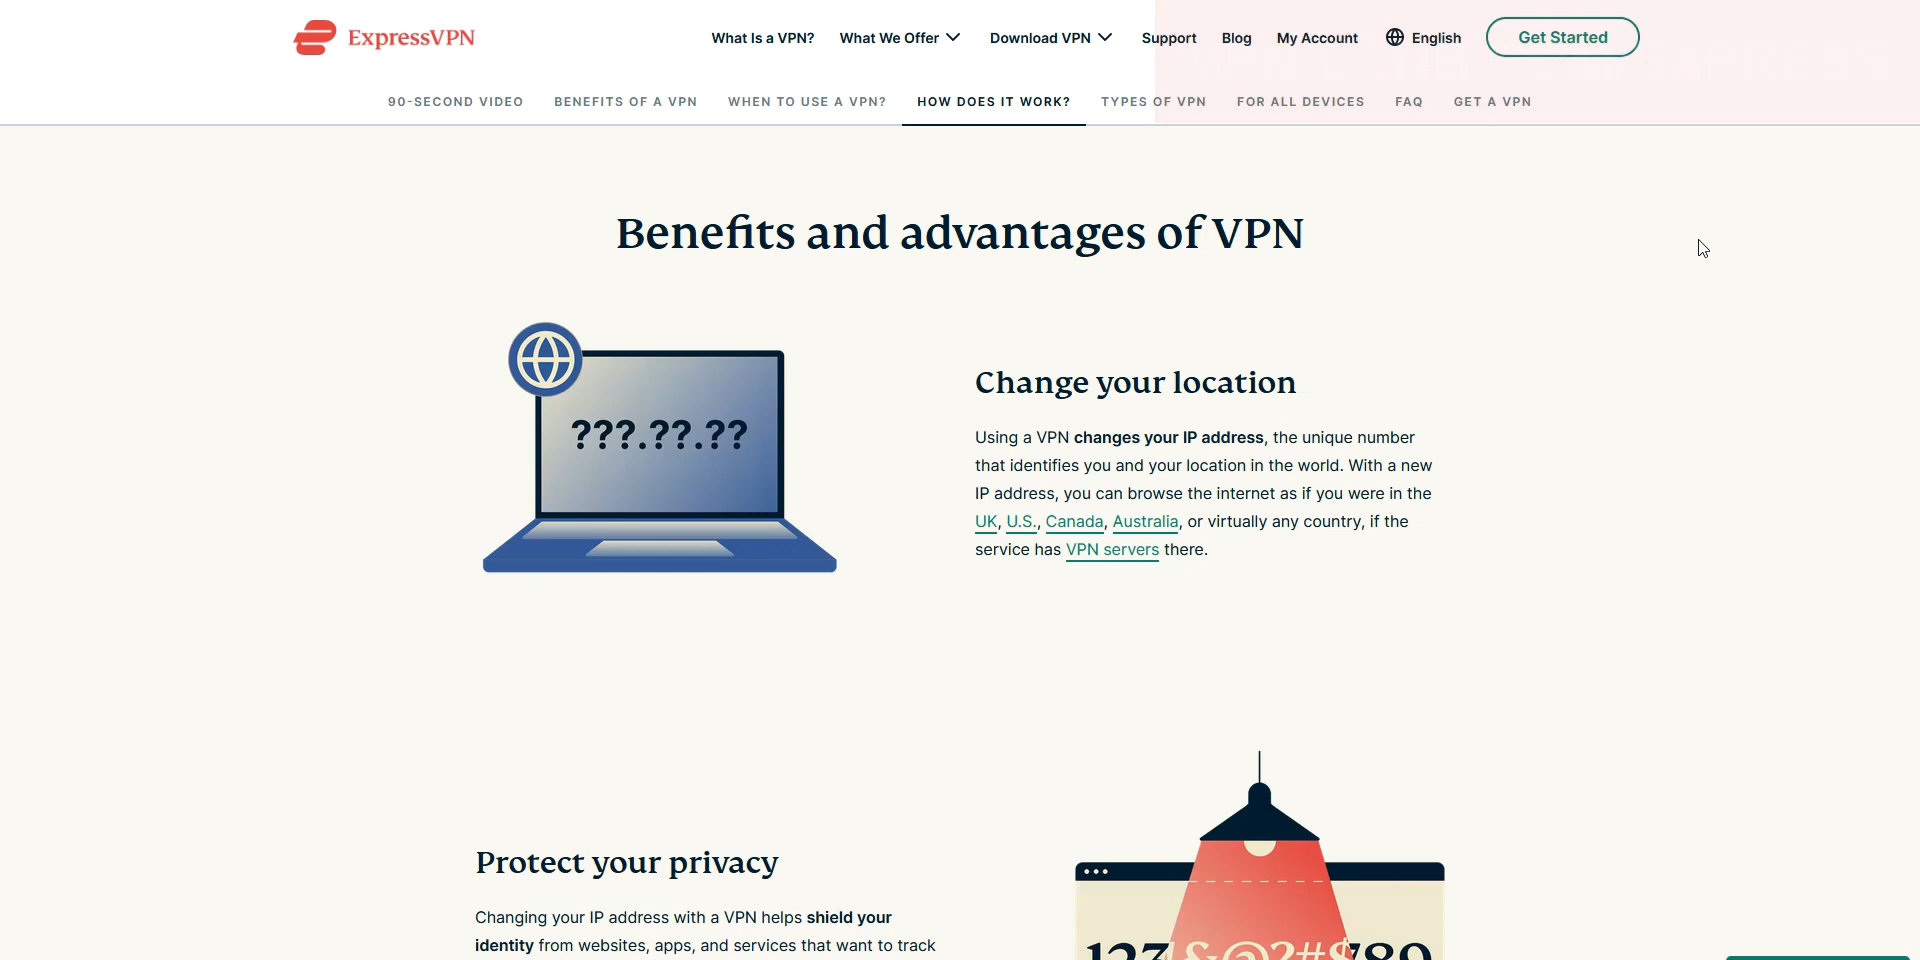 ExpressVPN
What Is a VPN? What We Offer Download VPN Support Blog My Account English Get Started
90-SECOND VIDEO BENEFITS OF A VPN WHEN TO USE A VPN? HOW DOES IT WORK? TYPES OF VPN FOR ALL DEVICES FAQ GET A VPN
Benefits and advantages of VPN
???.??.??
Change your location
Using a VPN changes your IP address, the unique number
that identifies you and your location in the world. With a new
IP address, you can browse the internet as if you were in the
UK, U.S., Canada, Australia, or virtually any country, if the
service has VPN servers there.
Protect your privacy
Changing your IP address with a VPN helps shield your
identity from websites, apps, and services that want to track